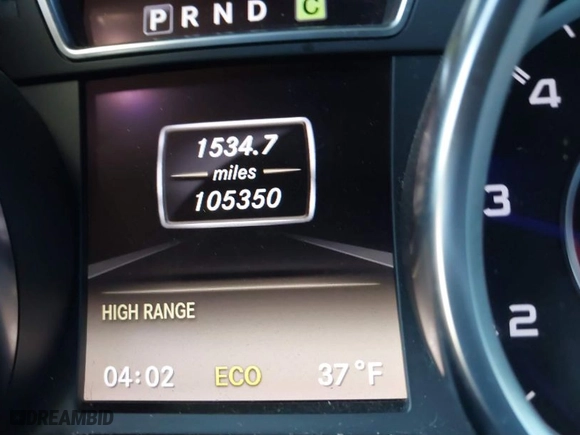 P R N D C
1534.7
miles
105350
HIGH RANGE
04:02 ECO 37 °F
4
3
2
DREAMBID